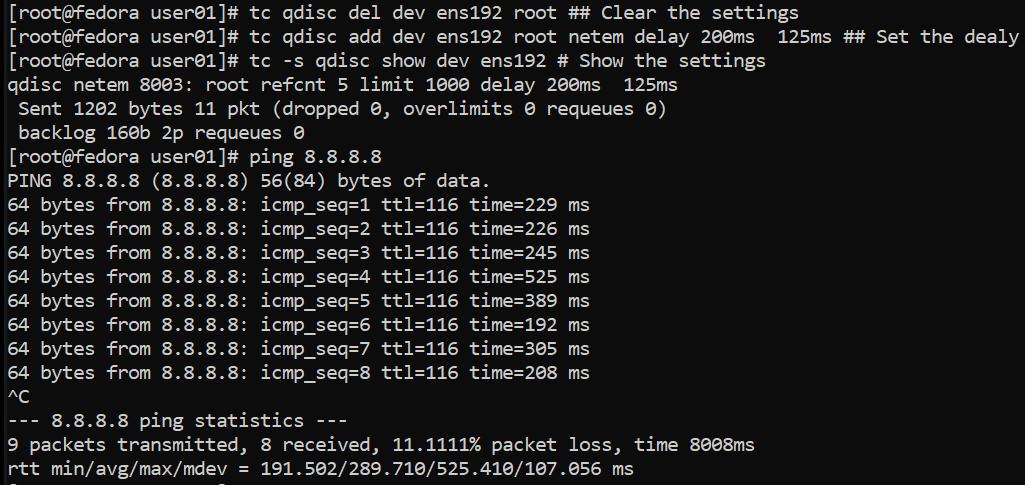 [root@fedora user01]# tc qdisc del dev ens192 root ## Clear the settings
[root@fedora user01]# tc qdisc add dev ens192 root netem delay 200ms  125ms ## Set the dealy
[root@fedora user01]# tc -s qdisc show dev ens192 # Show the settings
qdisc netem 8003: root refcnt 5 limit 1000 delay 200ms  125ms
 Sent 1202 bytes 11 pkt (dropped 0, overlimits 0 requeues 0)
 backlog 160b 2p requeues 0
[root@fedora user01]# ping 8.8.8.8
PING 8.8.8.8 (8.8.8.8) 56(84) bytes of data.
64 bytes from 8.8.8.8: icmp_seq=1 ttl=116 time=229 ms
64 bytes from 8.8.8.8: icmp_seq=2 ttl=116 time=226 ms
64 bytes from 8.8.8.8: icmp_seq=3 ttl=116 time=245 ms
64 bytes from 8.8.8.8: icmp_seq=4 ttl=116 time=525 ms
64 bytes from 8.8.8.8: icmp_seq=5 ttl=116 time=389 ms
64 bytes from 8.8.8.8: icmp_seq=6 ttl=116 time=192 ms
64 bytes from 8.8.8.8: icmp_seq=7 ttl=116 time=305 ms
64 bytes from 8.8.8.8: icmp_seq=8 ttl=116 time=208 ms
^C
--- 8.8.8.8 ping statistics ---
9 packets transmitted, 8 received, 11.1111% packet loss, time 8008ms
rtt min/avg/max/mdev = 191.502/289.710/525.410/107.056 ms